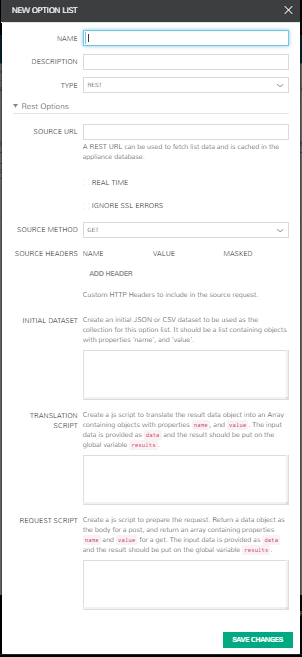 NEW OPTION LIST
NAME
DESCRIPTION
TYPE REST
Rest Options
SOURCE URL
A REST URL can be used to fetch list data and is cached in the
appliance database.
REAL TIME
IGNORE SSL ERRORS
SOURCE METHOD GET
SOURCE HEADERS NAME VALUE MASKED
ADD HEADER
Custom HTTP Headers to include in the source request.
INITIAL DATASET Create an initial JSON or CSV dataset to be used as the
collection for this option list. It should be a list containing objects
with properties 'name', and 'value'.
TRANSLATION SCRIPT
Create a js script to translate the result data object into an Array
containing objects with properties name, and value. The input
data is provided as data and the result should be put on the
global variable results.
REQUEST SCRIPT Create a js script to prepare the request. Return a data object as
the body for a post, and return an array containing properties
name and value for a get. The input data is provided as data
and the result should be put on the global variable results.
SAVE CHANGES